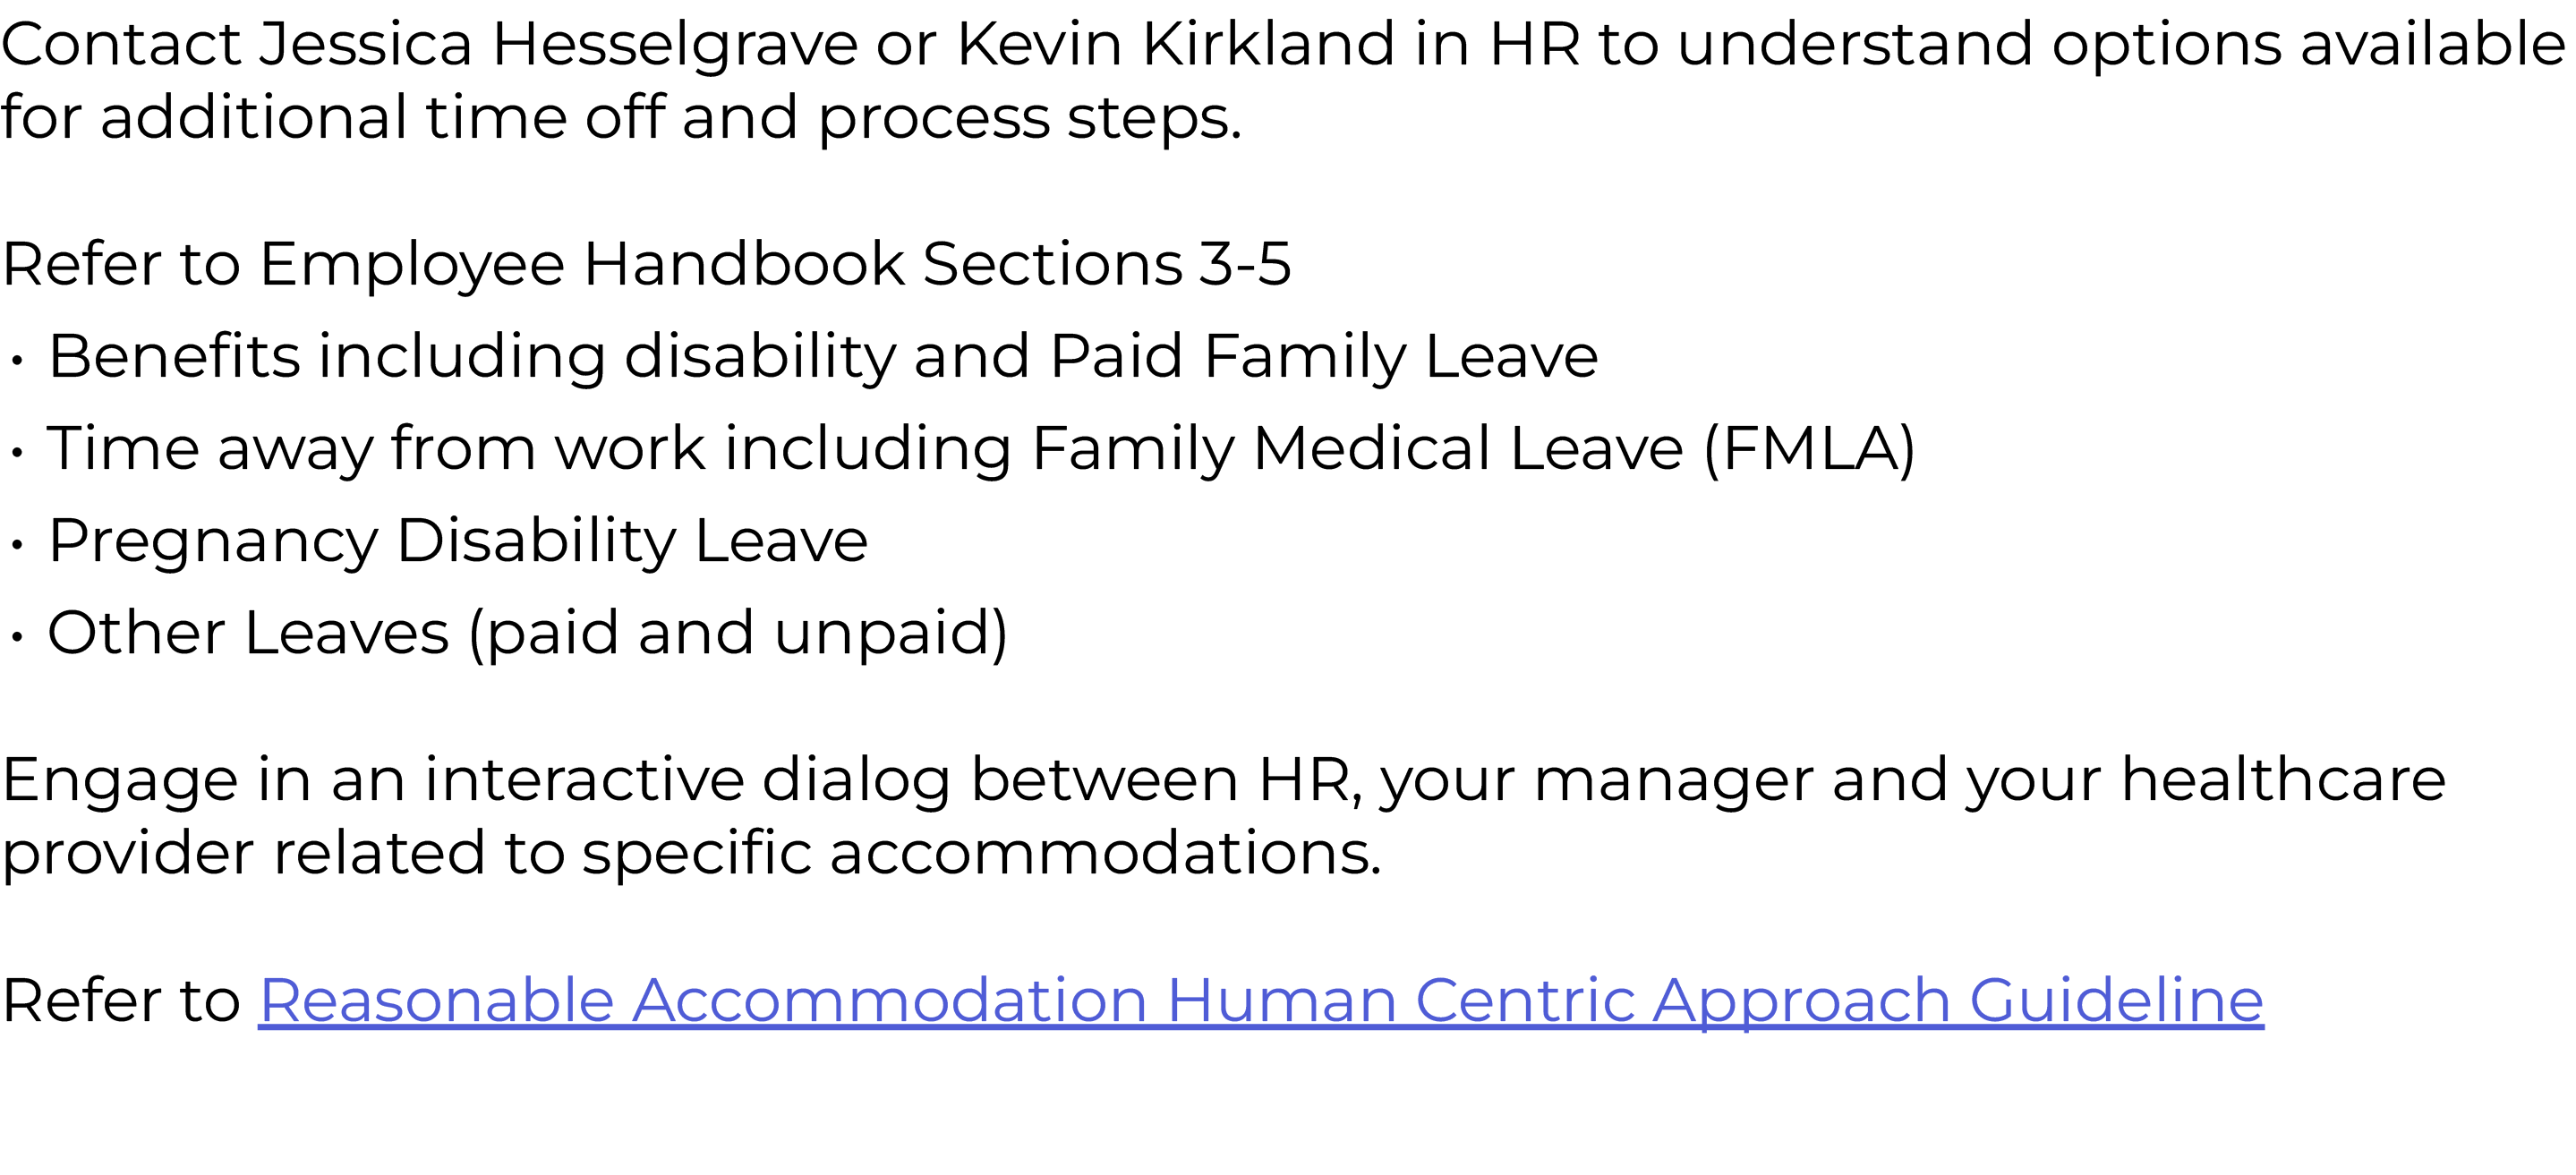 Contact Jessica Hesselgrave or Kevin Kirkland in HR to understand options available
for additional time off and process steps.
Refer to Employee Handbook Sections 3-5
• Benefits including disability and Paid Family Leave
• Time away from work including Family Medical Leave (FMLA)
• Pregnancy Disability Leave
• Other Leaves (paid and unpaid)
Engage in an interactive dialog between HR, your manager and your healthcare
provider related to specific accommodations.
Refer to Reasonable Accommodation Human Centric Approach Guideline